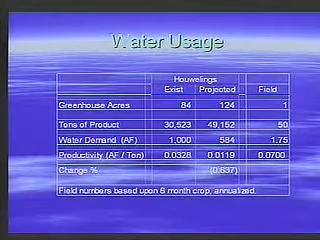 Water Usage
Houwelings
Exist Projected Field
Greenhouse Acres 84 124 1
Tons of Product 30,523 49,152 50
Water Demand (AF) 1,000 584 1.75
Productivity (AF / Ton) 0.0328 0.0119 0.0700
Change % (0.637)
Field numbers based upon 6 month crop, annualized.